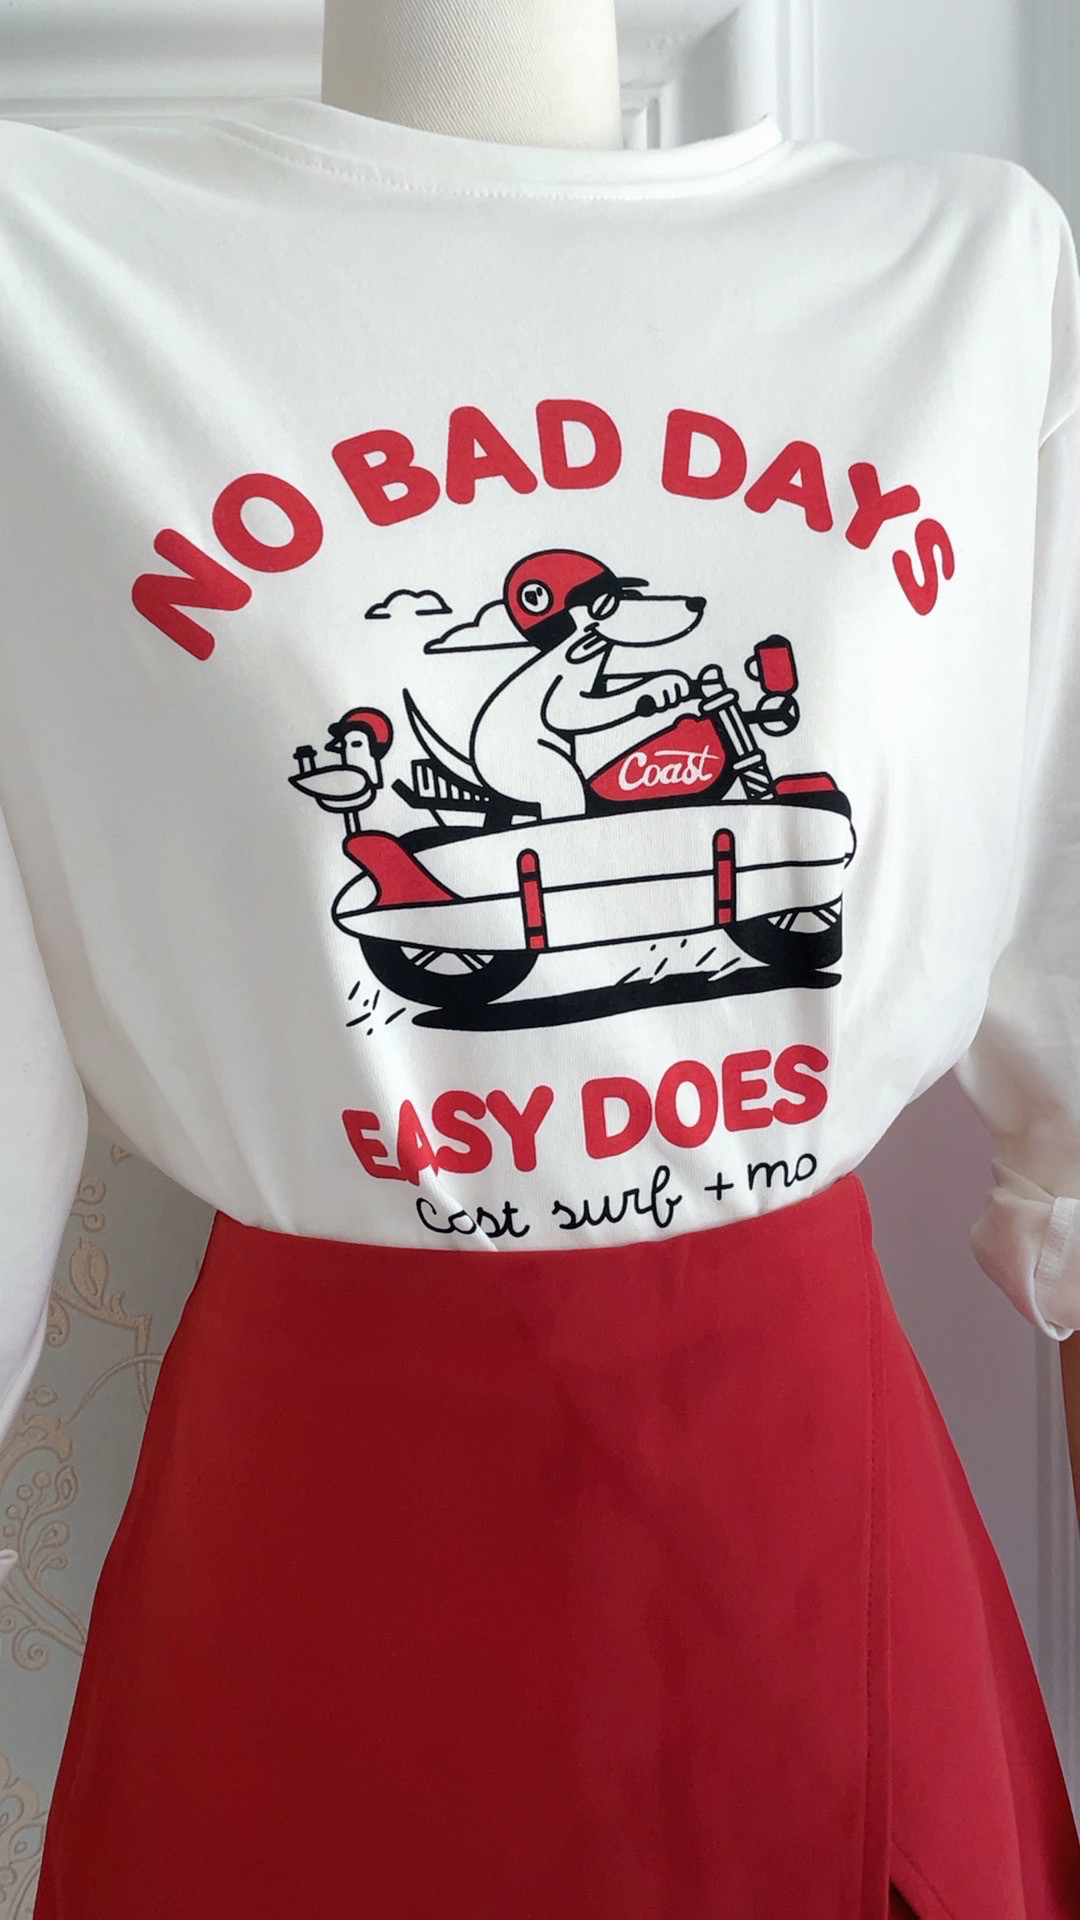 NO BAD DAYS
Coast
EASY DOES
Cost surf + mo